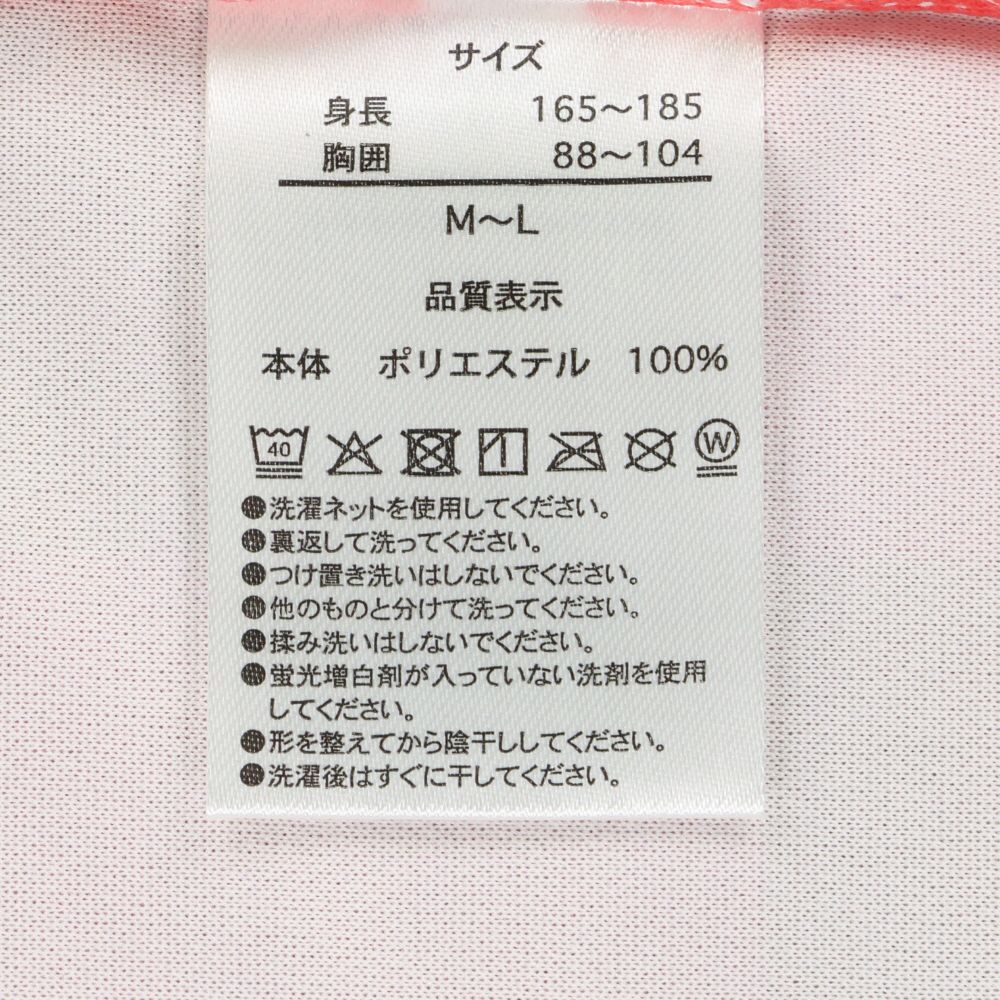 サイズ
身長 165〜185
胸囲 88〜104
M〜L
品質表示
本体 ポリエステル 100%
40 W
●洗濯ネットを使用してください。
●裏返して洗ってください。
●つけ置き洗いはしないでください。
●他のものと分けて洗ってください。
●揉み洗いはしないでください。
●蛍光増白剤が入っていない洗剤を使用
してください。
●形を整えてから陰干ししてください。
●洗濯後はすぐに干してください。